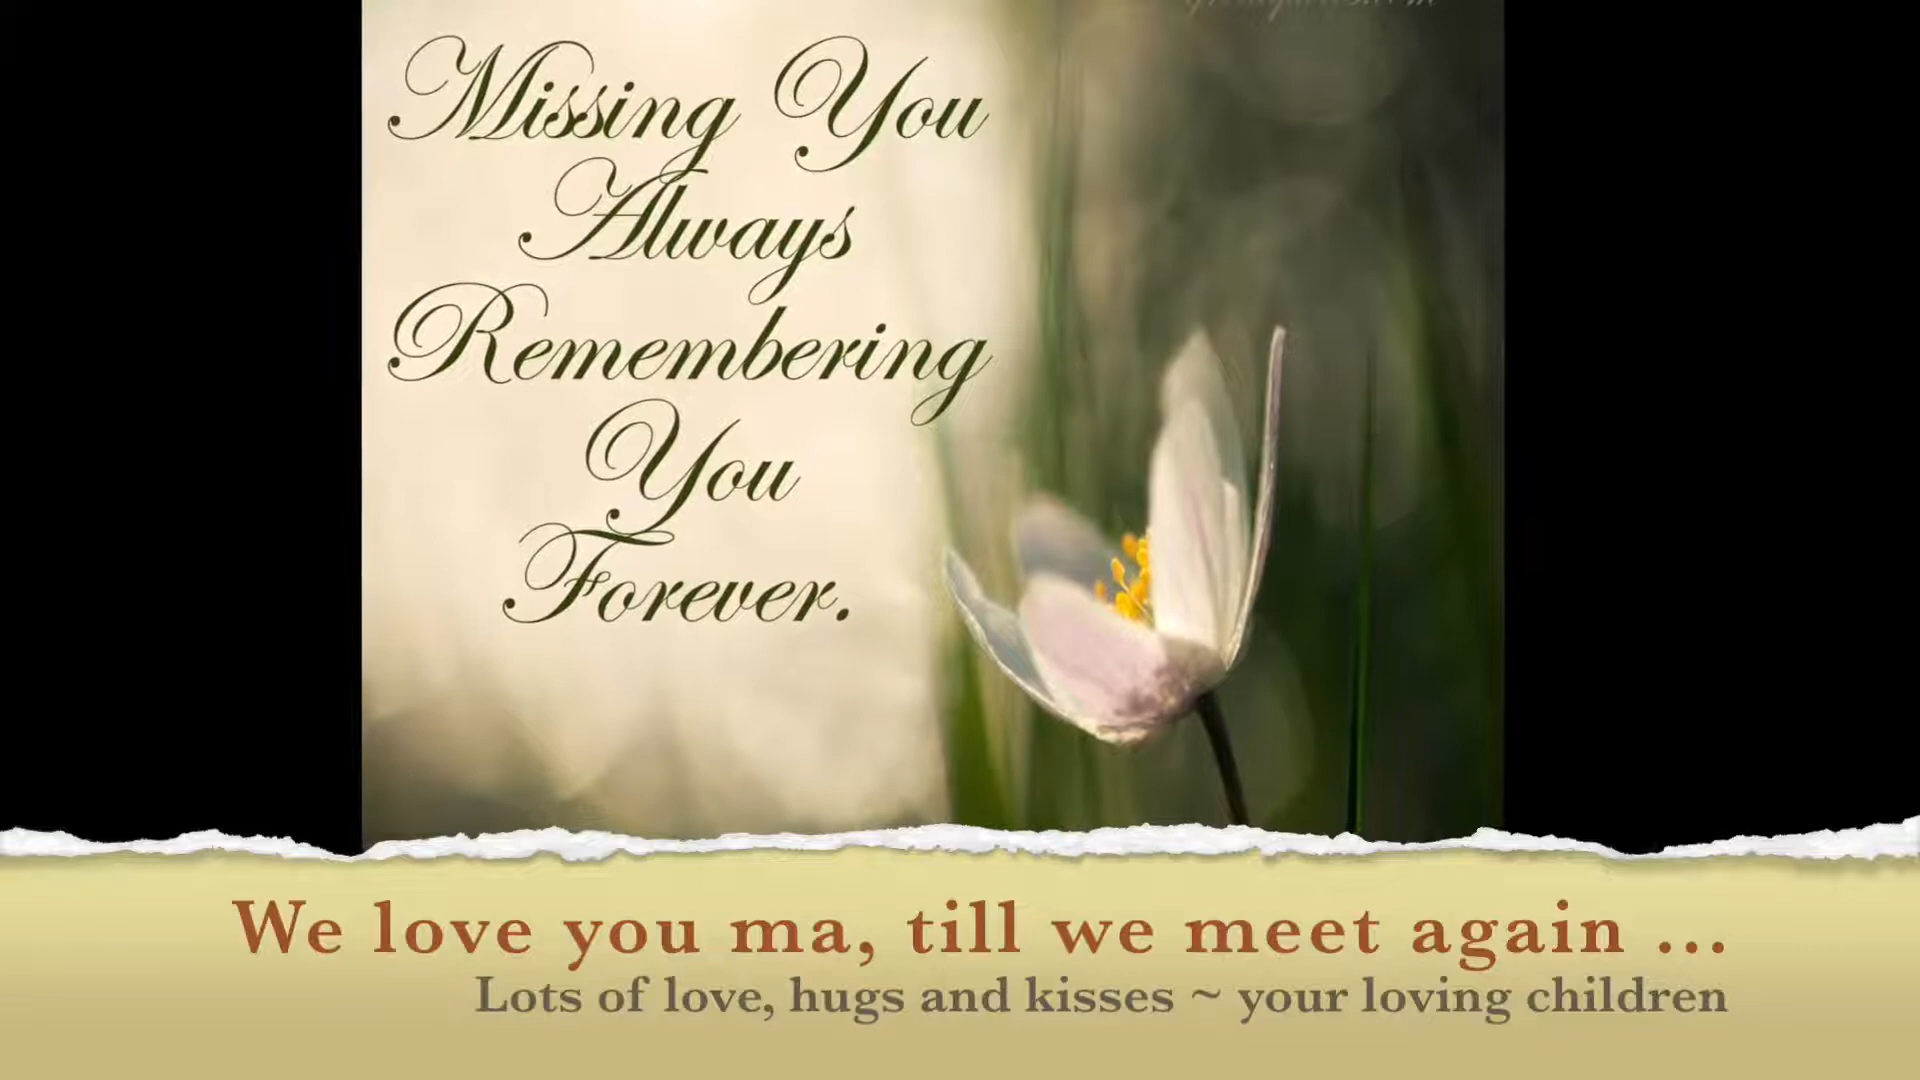 Missing You
Always
Remembering
You
Forever.
We love you ma, till we meet again ...
Lots of love, hugs and kisses ~ your loving children